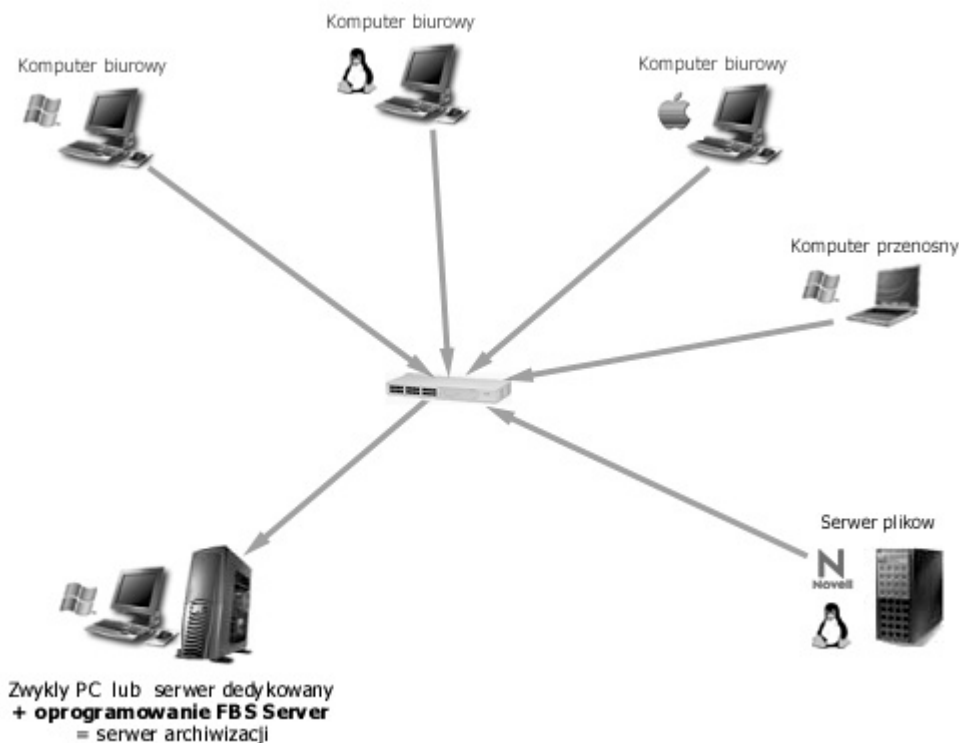 Komputer biurowy
Komputer biurowy
Komputer biurowy
Komputer przenosny
Serwer plikow
N
Novell
Zwykly PC lub serwer dedykowany
+ oprogramowanie FBS Server
= serwer archiwizacji